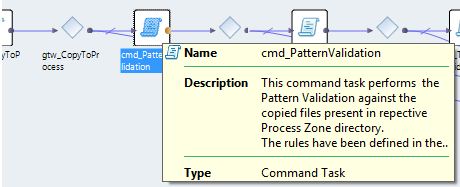 pyToP
gtw_CopyToPr
ocess
cmd_Patte
lidation
Name cmd_PatternValidation
Description This command task performs the
Pattern Validation against the
copied files present in repective
Process Zone directory.
The rules have been defined in the..
Type Command Task